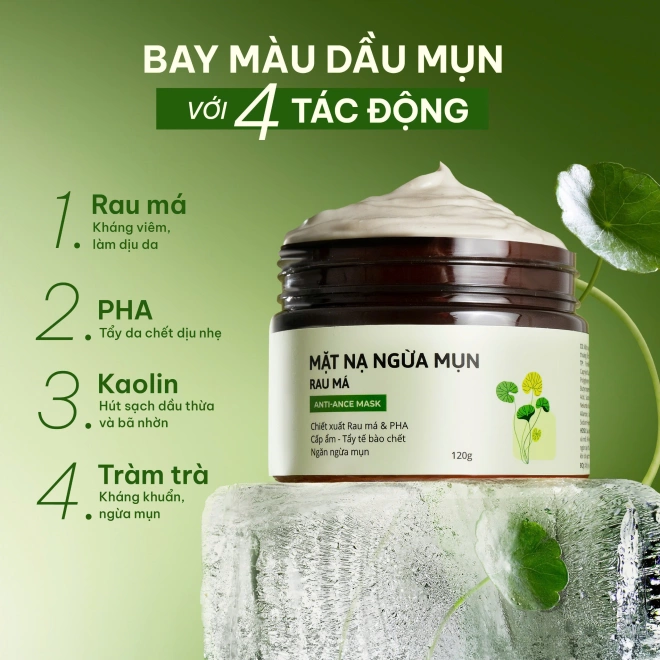 BAY MÀU DẦU MỤN
VỚI 4 TÁC ĐỘNG
1. Rau má
Kháng viêm,
làm dịu da
2. PHA
Tẩy da chết dịu nhẹ
3. Kaolin
Hút sạch dầu thừa
và bã nhờn
4. Tràm trà
Kháng khuẩn,
ngừa mụn
MẶT NẠ NGỪA MỤN
RAU MÁ
ANTI-ANCE MASK
Chiết xuất Rau má & PHA
Cấp ẩm - Tẩy tế bào chết
Ngăn ngừa mụn
120g